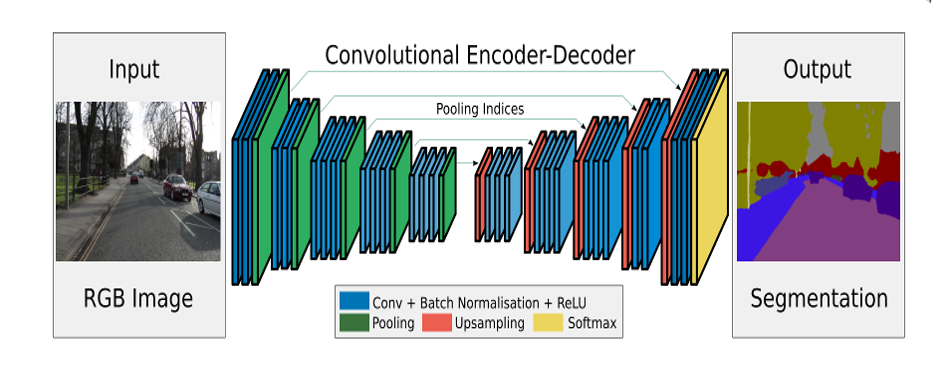 Convolutional Encoder-Decoder
Input
Output
Pooling Indices
RGB Image
Segmentation
Conv + Batch Normalisation + ReLU
Pooling
Upsampling
Softmax